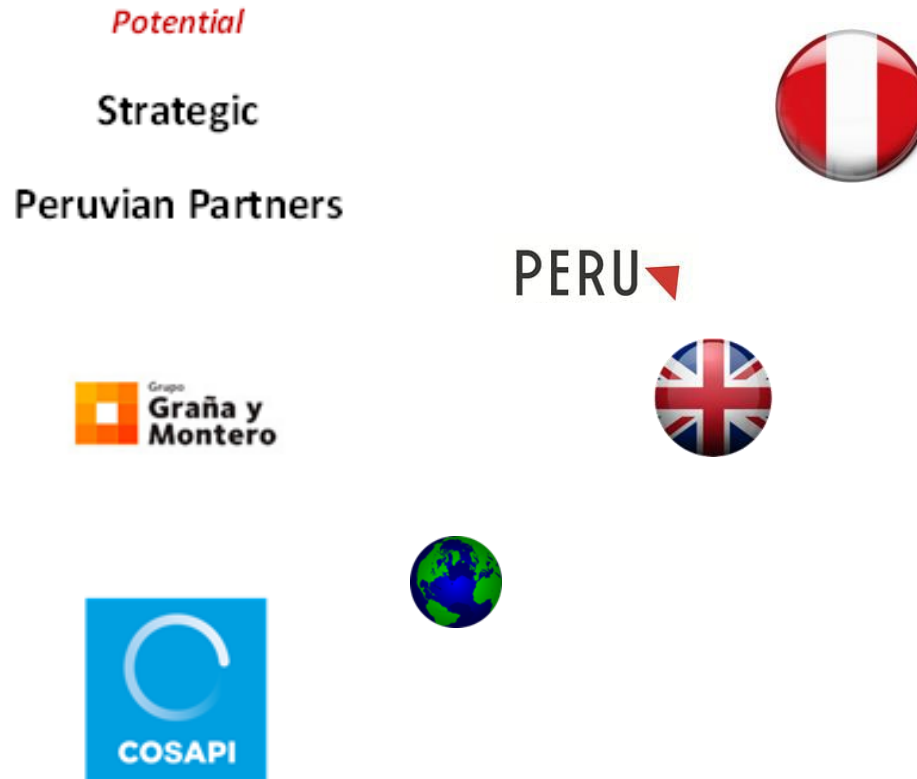 Potential
Strategic
Peruvian Partners
PERU
Grupo
Graña y
Montero
COSAPI